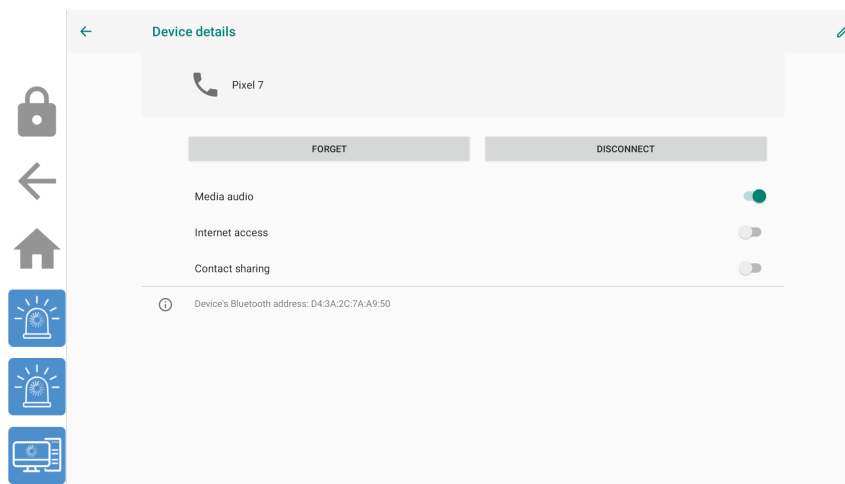 Device details
Pixel 7
FORGET
DISCONNECT
Media audio
Internet access
Contact sharing
Device's Bluetooth address: D4:3A:2C:7A:A9:50